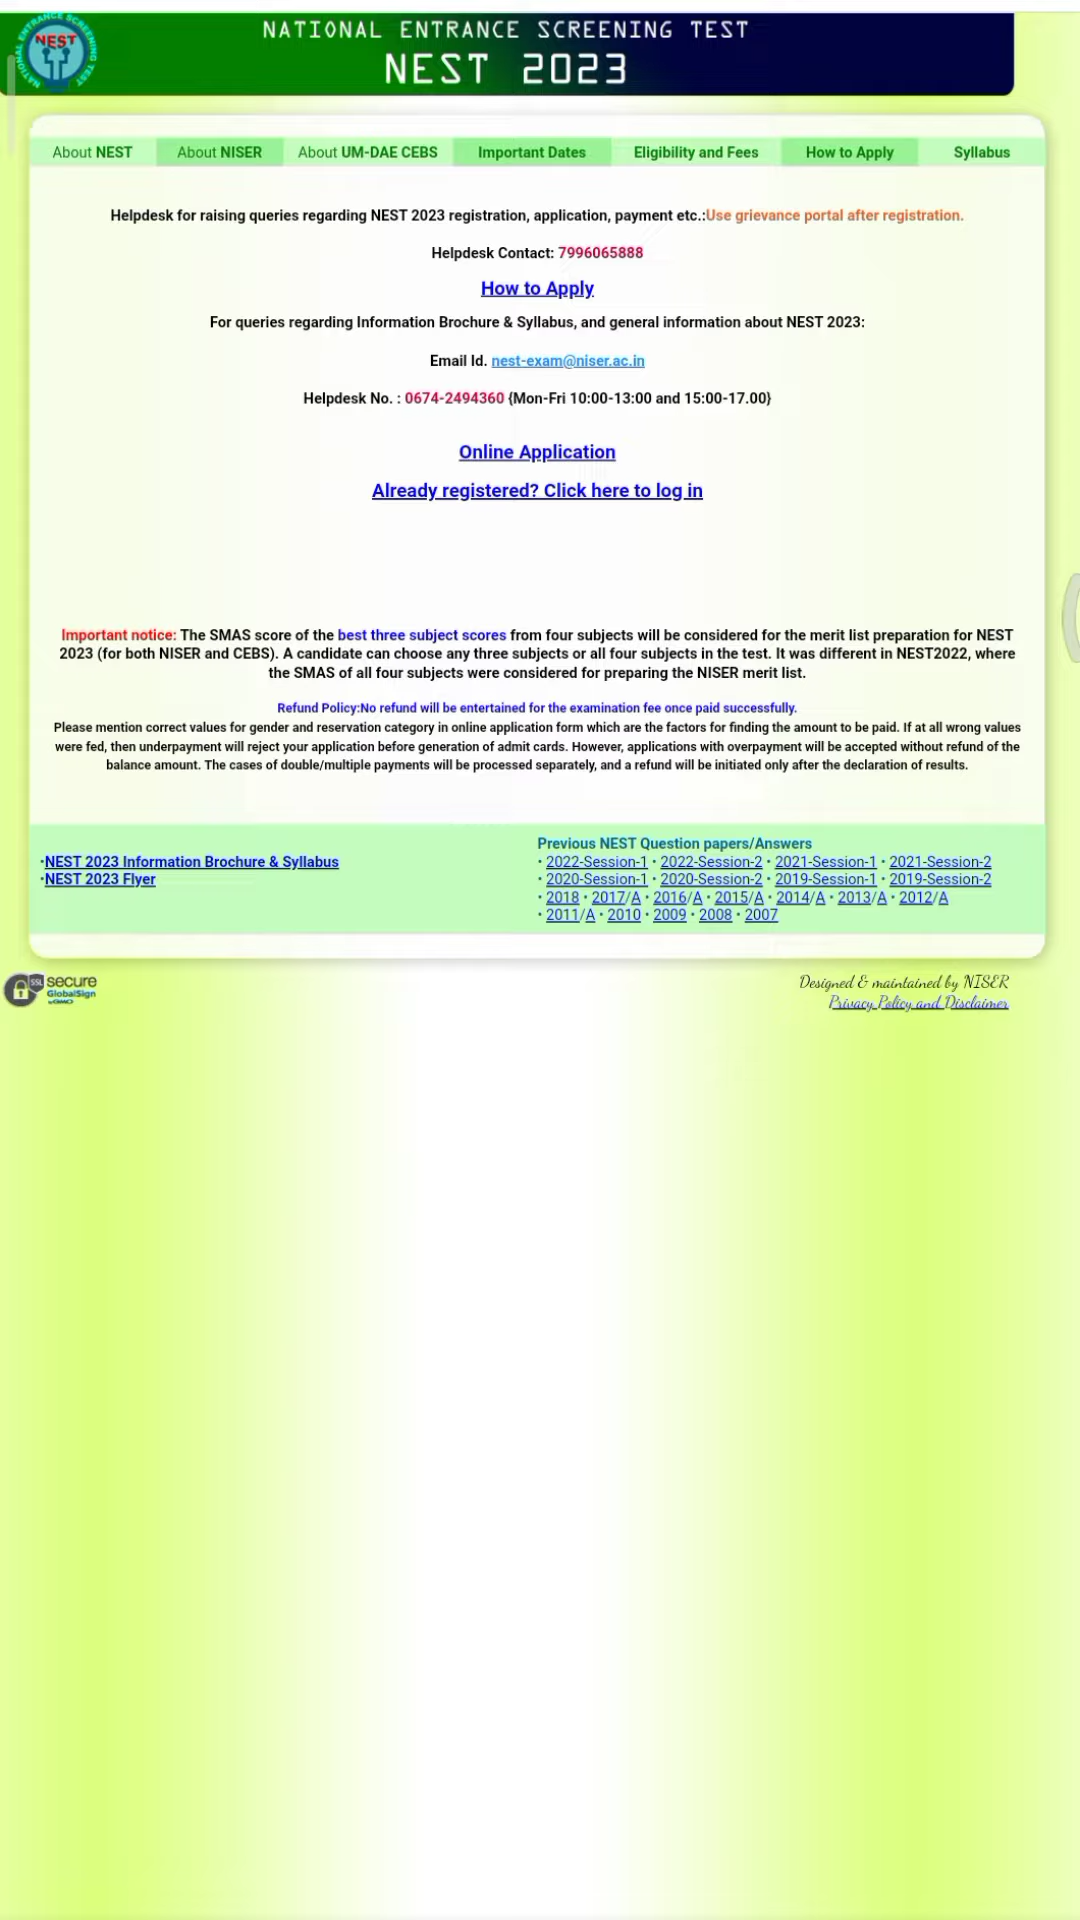 NATIONAL ENTRANCE SCREENING TEST
NEST 2023
NATIONAL ENTRANCE SCREENING TEST
NEST
About NEST
About NISER
About UM-DAE CEBS
Important Dates
Eligibility and Fees
How to Apply
Syllabus
Helpdesk for raising queries regarding NEST 2023 registration, application, payment etc.:Use grievance portal after registration.
Helpdesk Contact: 7996065888
How to Apply
For queries regarding Information Brochure & Syllabus, and general information about NEST 2023:
Email Id. nest-exam@niser.ac.in
Helpdesk No. : 0674-2494360 {Mon-Fri 10:00-13:00 and 15:00-17.00}
Online Application
Already registered? Click here to log in
Important notice: The SMAS score of the best three subject scores from four subjects will be considered for the merit list preparation for NEST
2023 (for both NISER and CEBS). A candidate can choose any three subjects or all four subjects in the test. It was different in NEST2022, where
the SMAS of all four subjects were considered for preparing the NISER merit list.
Refund Policy:No refund will be entertained for the examination fee once paid successfully.
Please mention correct values for gender and reservation category in online application form which are the factors for finding the amount to be paid. If at all wrong values
were fed, then underpayment will reject your application before generation of admit cards. However, applications with overpayment will be accepted without refund of the
balance amount. The cases of double/multiple payments will be processed separately, and a refund will be initiated only after the declaration of results.
•NEST 2023 Information Brochure & Syllabus
•NEST 2023 Flyer
Previous NEST Question papers/Answers
• 2022-Session-1 • 2022-Session-2 • 2021-Session-1 • 2021-Session-2
• 2020-Session-1 • 2020-Session-2 • 2019-Session-1 • 2019-Session-2
• 2018 • 2017/A • 2016/A • 2015/A • 2014/A • 2013/A • 2012/A
• 2011/A • 2010 • 2009 • 2008 • 2007
SSL secure
GlobalSign
by GMO
Designed & maintained by NISER
Privacy Policy and Disclaimer